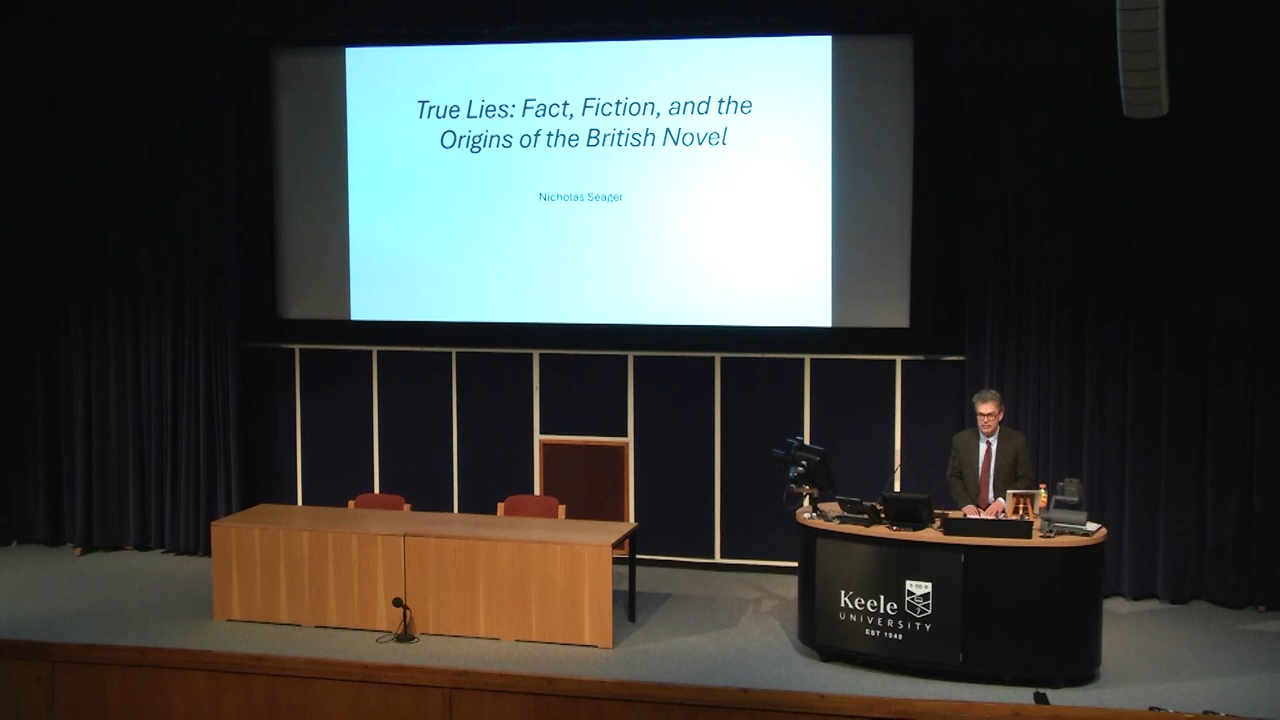 True Lies: Fact, Fiction, and the
Origins of the British Novel
Nicholas Seager
Keele
UNIVERSITY
EST 1949